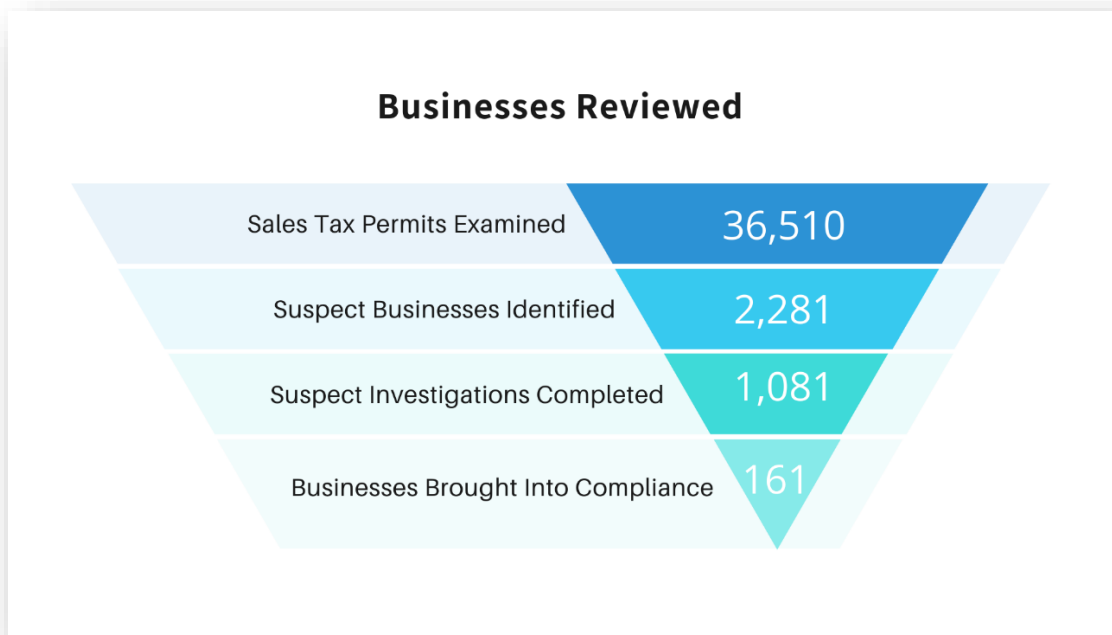 Businesses Reviewed
Sales Tax Permits Examined 36,510
Suspect Businesses Identified 2,281
Suspect Investigations Completed 1,081
Businesses Brought Into Compliance 161